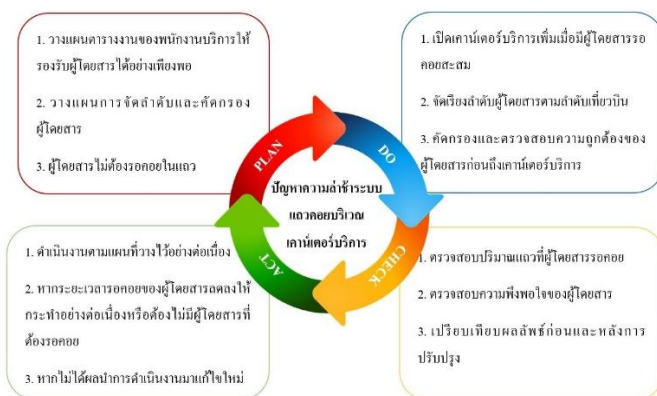 1. วางแผนตารางงานของพนักงานบริการให้
รองรับผู้โดยสารได้อย่างเพียงพอ
2. วางแผนการจัดลำดับและคัดกรอง
ผู้โดยสาร
3. ผู้โดยสารไม่ต้องรอคอยในแถว
1. เปิดเคาน์เตอร์บริการเพิ่มเมื่อมีผู้โดยสารรอ
คอยสะสม
2. จัดเรียงลำดับผู้โดยสารตามลำดับเที่ยวบิน
3. คัดกรองและตรวจสอบความถูกต้องของ
ผู้โดยสารก่อนถึงเคาน์เตอร์บริการ
PLAN
DO
ปัญหาความล่าช้าระบบ
แถวคอยบริเวณ
เคาน์เตอร์บริการ
ACT
CHECK
1. ดำเนินงานตามแผนที่วางไว้อย่างต่อเนื่อง
2. หากระยะเวลารอคอยของผู้โดยสารลดลงให้
กระทำอย่างต่อเนื่องหรือต้องไม่มีผู้โดยสารที่
ต้องรอคอย
3. หากไม่ได้ผลนำการดำเนินงานมาแก้ไขใหม่
1. ตรวจสอบปริมาณแถวที่ผู้โดยสารรอคอย
2. ตรวจสอบความพึงพอใจของผู้โดยสาร
3. เปรียบเทียบผลลัพธ์ก่อนและหลังการ
ปรับปรุง